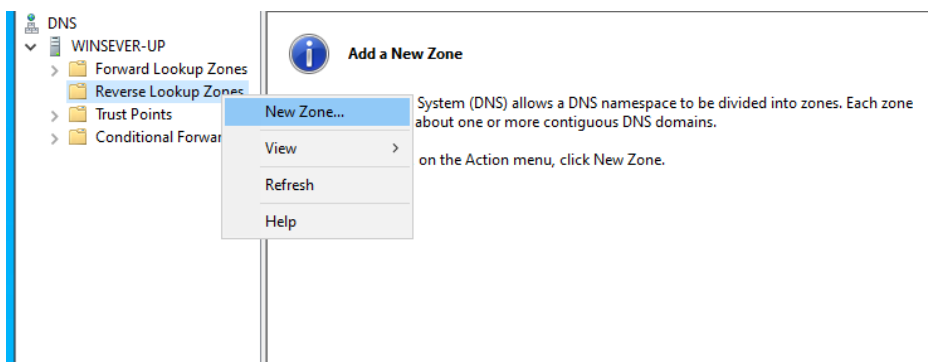 DNS
WINSEVER-UP
Forward Lookup Zones
Reverse Lookup Zones
Trust Points
Conditional Forwar
New Zone...
View
Refresh
Help
Add a New Zone
System (DNS) allows a DNS namespace to be divided into zones. Each zone
about one or more contiguous DNS domains.
on the Action menu, click New Zone.